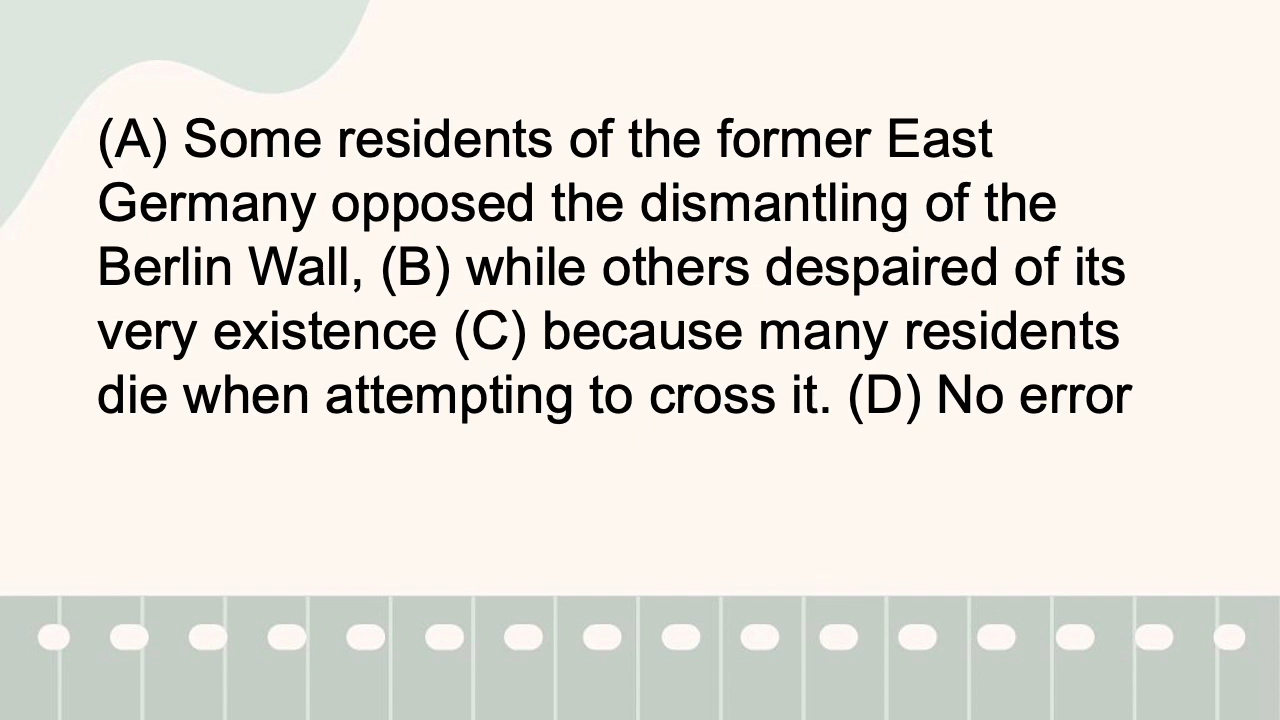 (A) Some residents of the former East
Germany opposed the dismantling of the
Berlin Wall, (B) while others despaired of its
very existence (C) because many residents
die when attempting to cross it. (D) No error